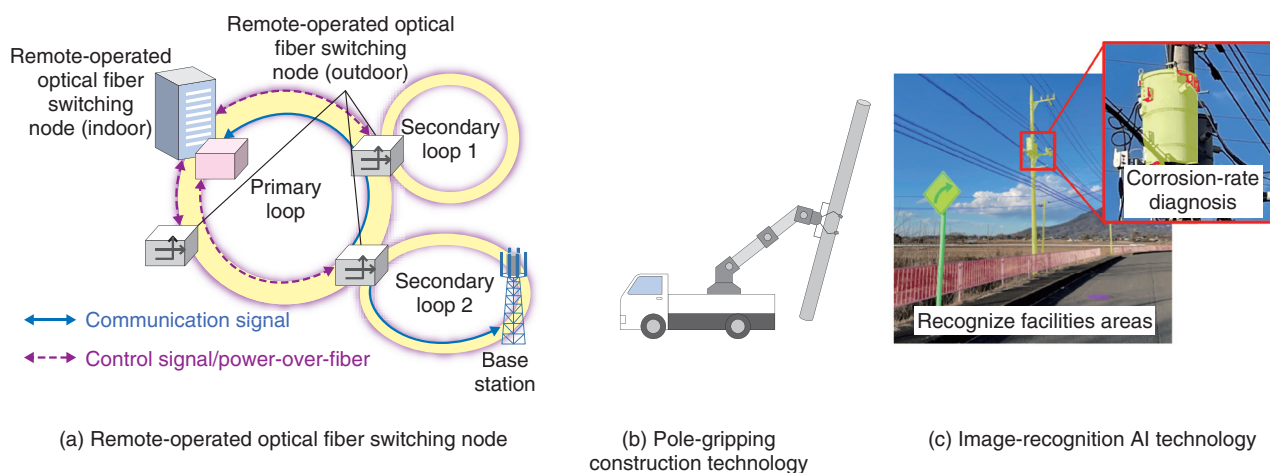 Remote-operated optical
fiber switching
node (outdoor)
Remote-operated
optical fiber
switching
node (indoor)
Secondary
loop 1
Primary
loop
Secondary
loop 2
Communication signal
Control signal/power-over-fiber
Base
station
(a) Remote-operated optical fiber switching node
(b) Pole-gripping
construction technology
Corrosion-rate
diagnosis
Recognize facilities areas
(c) Image-recognition AI technology